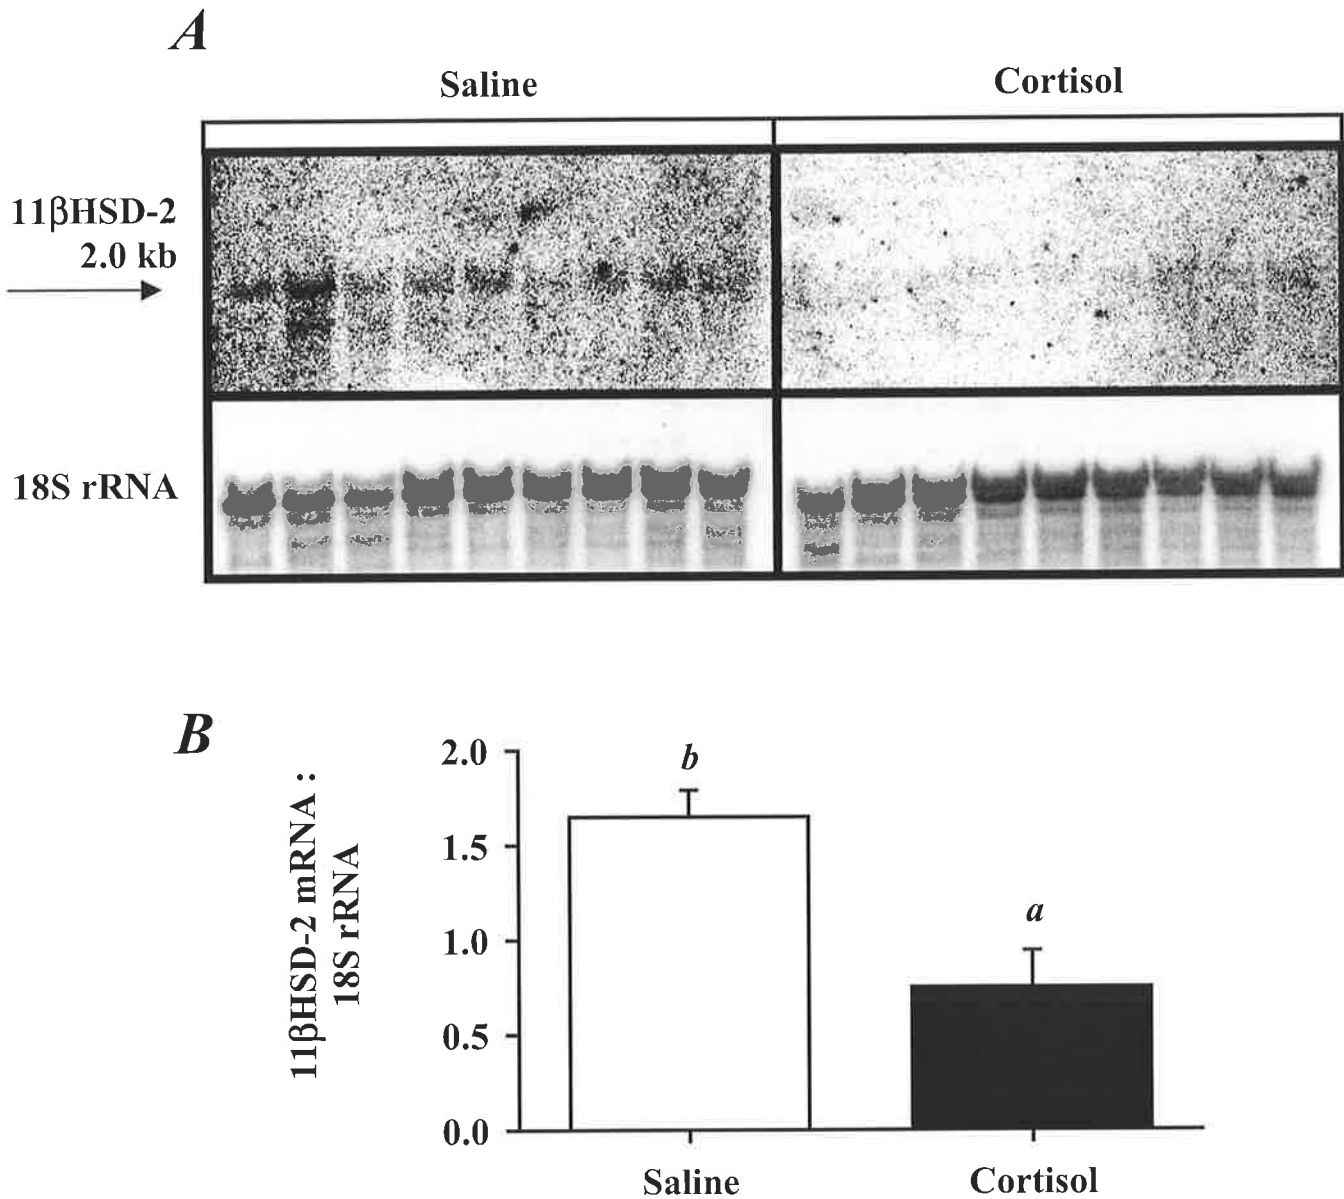 A
Saline
Cortisol
11βHSD-2
2.0 kb
18S rRNA
B
11βHSD-2 mRNA :
18S rRNA
2.0
1.5
1.0
0.5
0.0
b
a
Saline
Cortisol